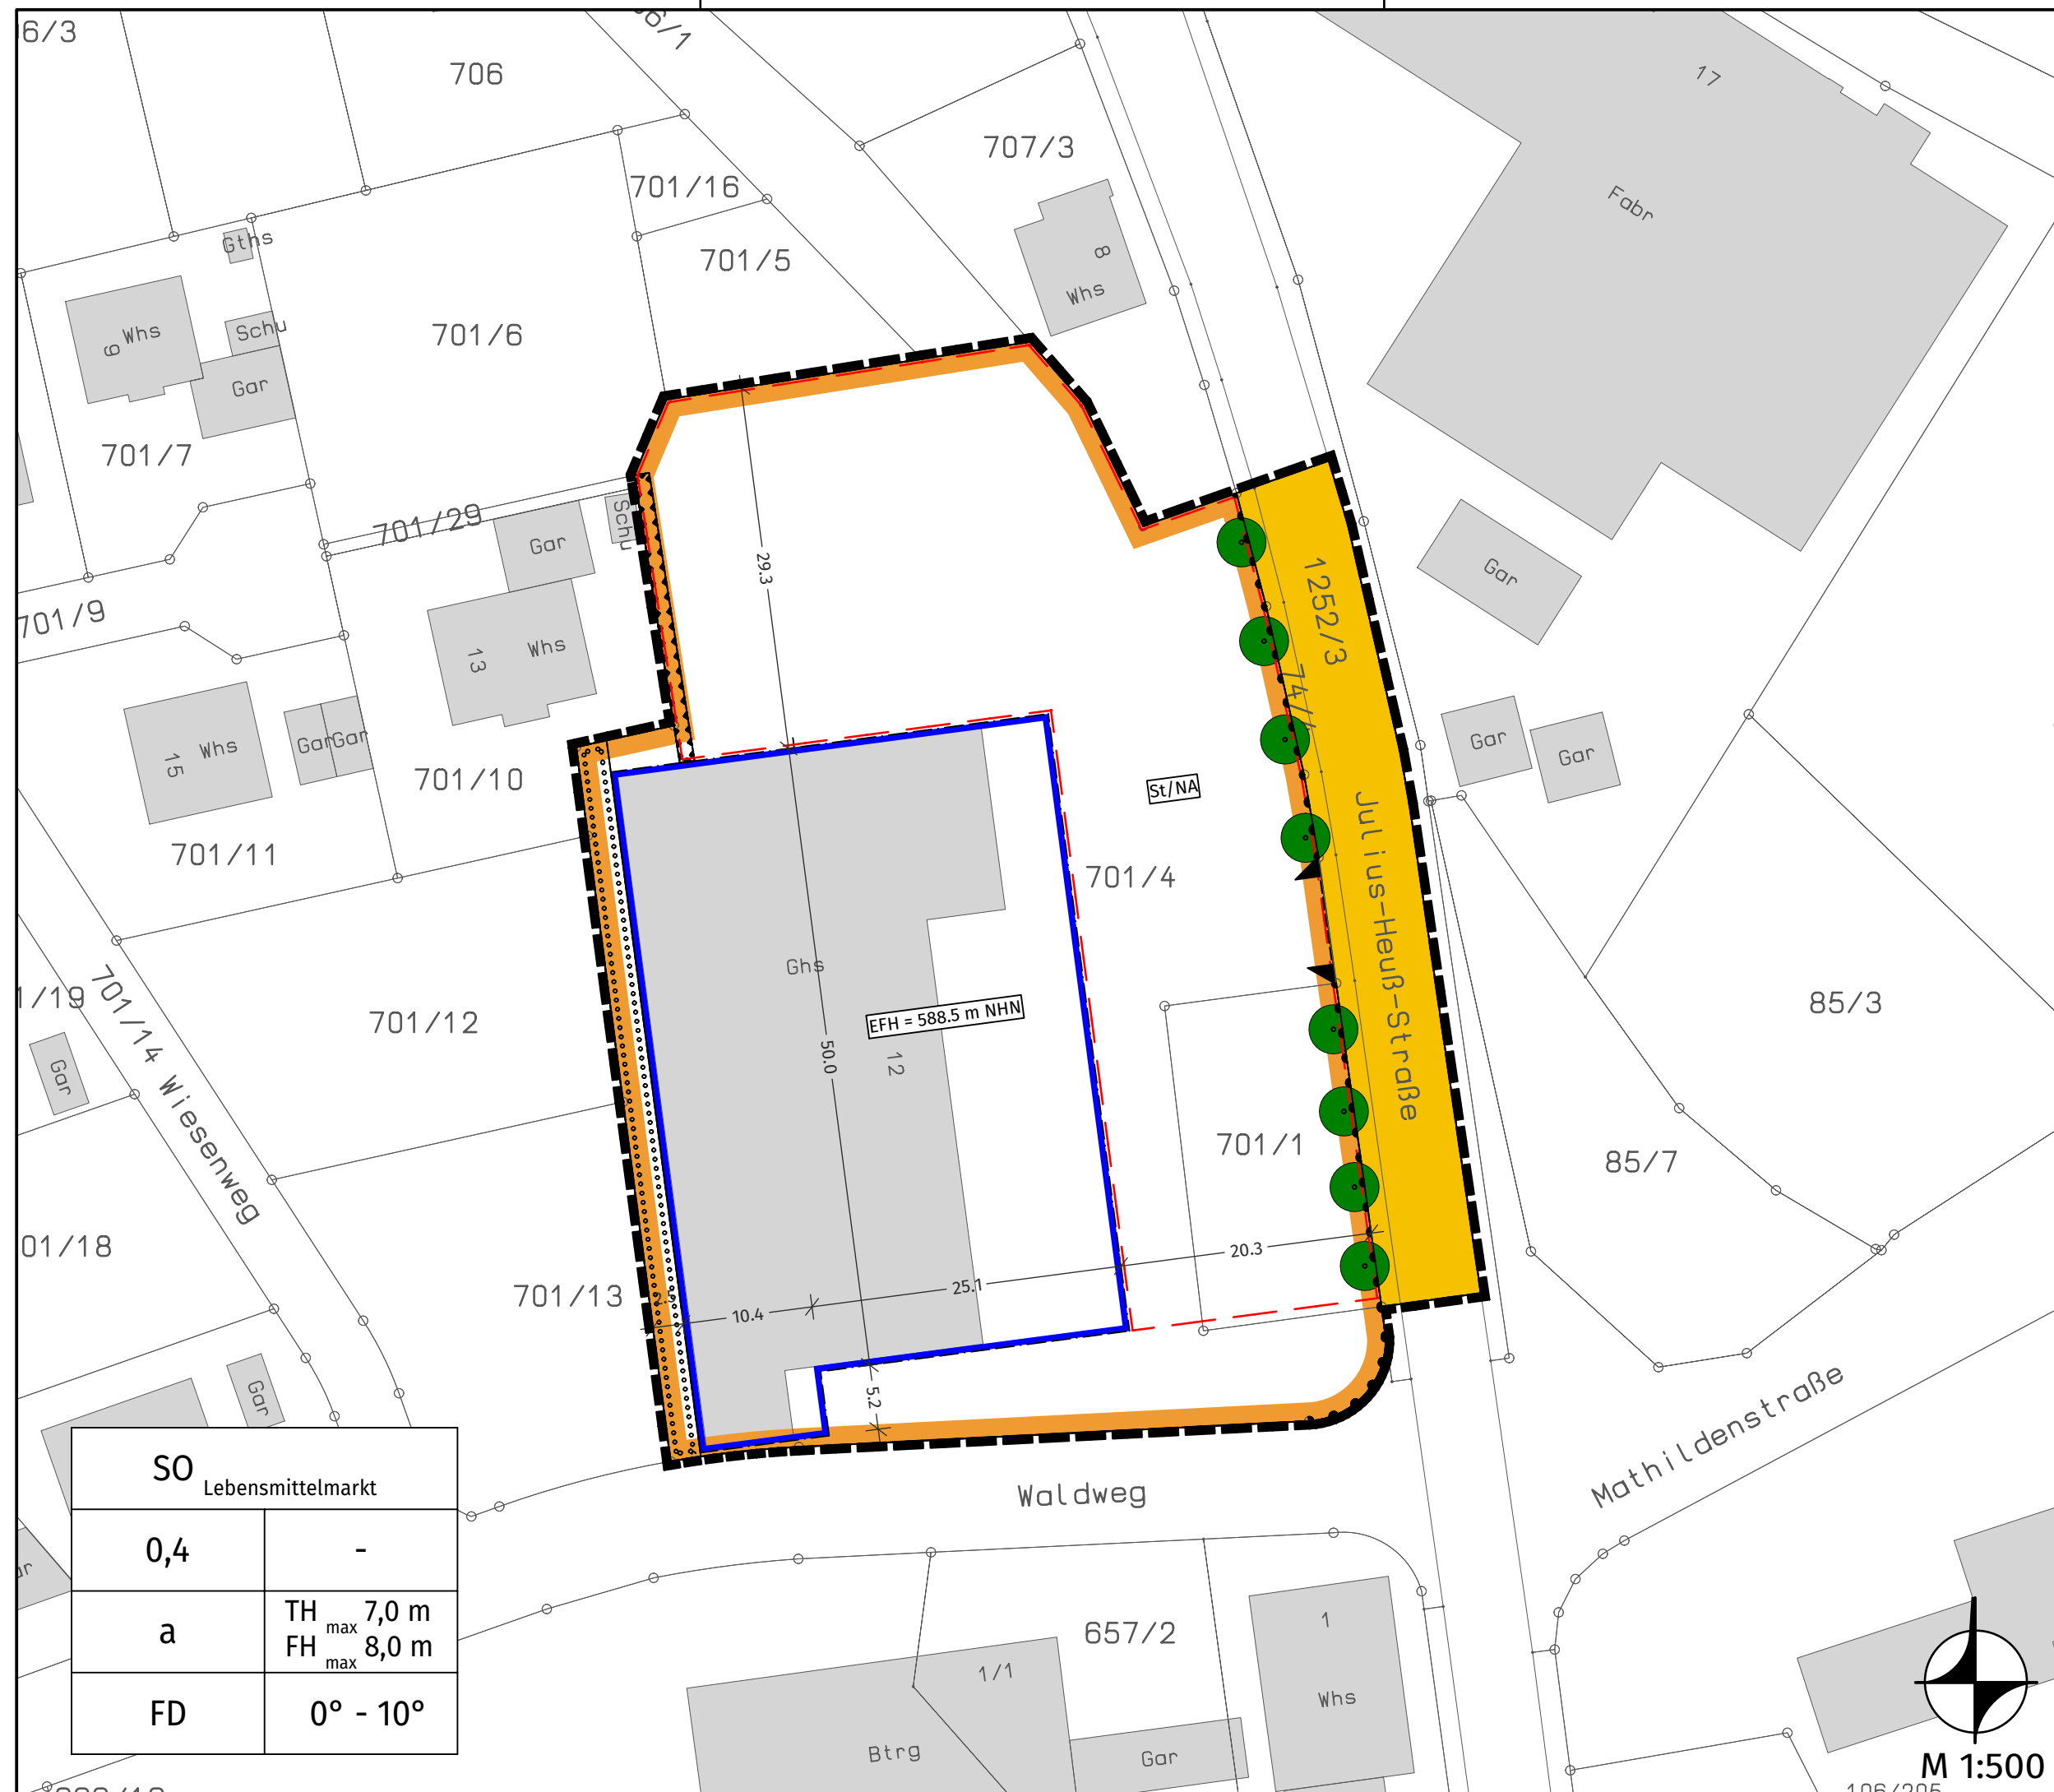 6/3
706
701/16
707/3
17
Fabr
Gths
Whs
6
Schu
Gar
701/6
701/5
8
Whs
701/7
701/29
Gar
Schu
701/9
13
Whs
29.3
1252/3
74/
Gar
15
Whs
Gar
Gar
701/10
St/NA
Gar
Gar
701/11
701/4
Julius-Heuß-Straße
Ghs
EFH = 588.5 m NHN
12
50.0
1/19
701/14
Wiesenweg
701/12
85/3
Gar
701/1
85/7
01/18
701/13
10.4
25.1
20.3
5.2
Gar
Waldweg
Mathildenstraße
SO Lebensmittelmarkt
0,4
-
a
TH max 7,0 m
FH max 8,0 m
FD
0° - 10°
657/2
1/1
1
Whs
Btrg
Gar
M 1:500